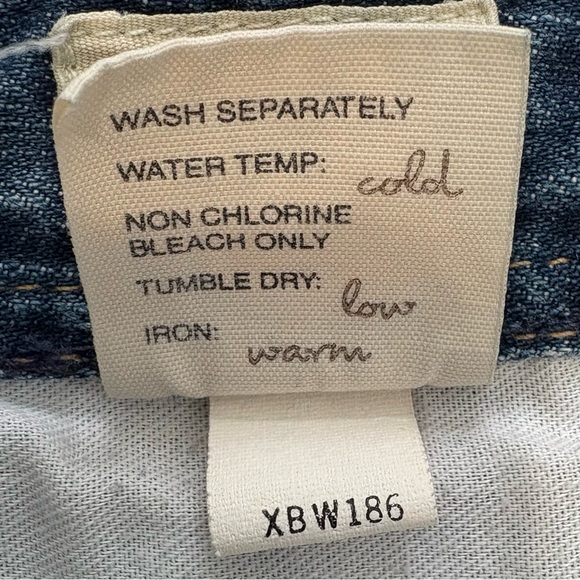 WASH SEPARATELY
WATER TEMP: cold
NON CHLORINE
BLEACH ONLY
TUMBLE DRY: low
IRON: warm
XBW186